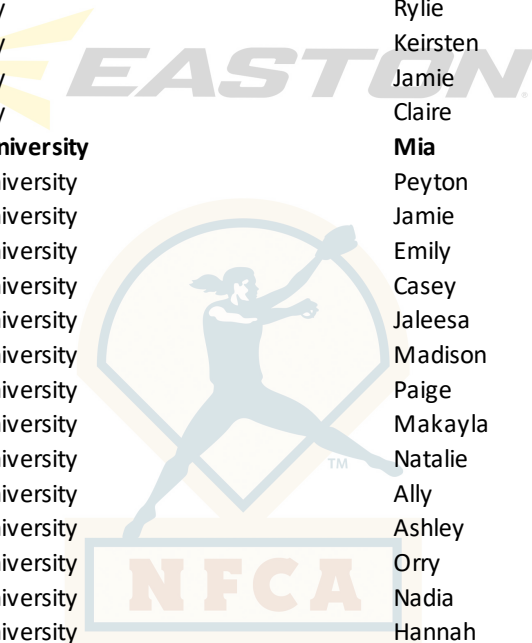 y Rylie
y Keirsten
EASTON
y Jamie
y Claire
niversity Mia
iversity Peyton
iversity Jamie
iversity Emily
iversity Casey
iversity Jaleesa
iversity Madison
iversity Paige
iversity Makayla
iversity Natalie
TM
iversity Ally
iversity Ashley
iversity Orry
NFCA
iversity Nadia
iversity Hannah